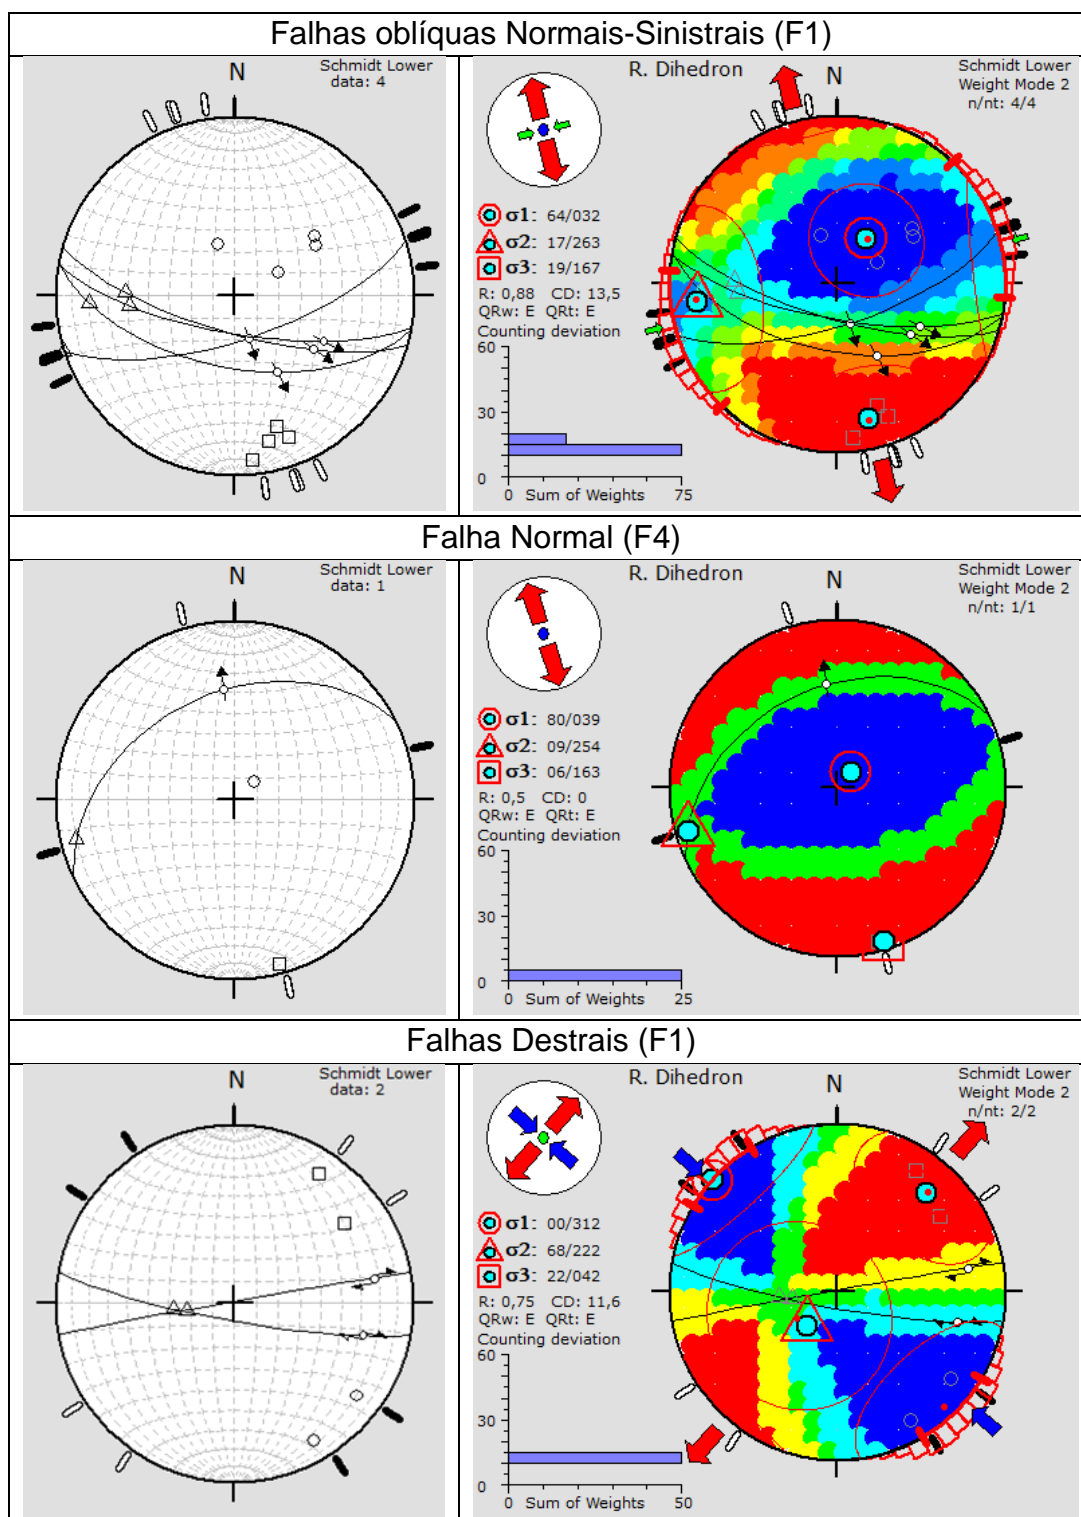 Falhas oblíquas Normais-Sinistrais (F1)
Schmidt Lower
data: 4
N
R. Dihedron
Schmidt Lower
Weight Mode 2
n/nt: 4/4
N
σ1: 64/032
σ2: 17/263
σ3: 19/167
R: 0,88 CD: 13,5
QRw: E QRt: E
Counting deviation
60
30
0
0 Sum of Weights 75
Falha Normal (F4)
Schmidt Lower
data: 1
N
R. Dihedron
Schmidt Lower
Weight Mode 2
n/nt: 1/1
N
σ1: 80/039
σ2: 09/254
σ3: 06/163
R: 0,5 CD: 0
QRw: E QRt: E
Counting deviation
60
30
0
0 Sum of Weights 25
Falhas Destrais (F1)
Schmidt Lower
data: 2
N
R. Dihedron
Schmidt Lower
Weight Mode 2
n/nt: 2/2
N
σ1: 00/312
σ2: 68/222
σ3: 22/042
R: 0,75 CD: 11,6
QRw: E QRt: E
Counting deviation
60
30
0
0 Sum of Weights 50